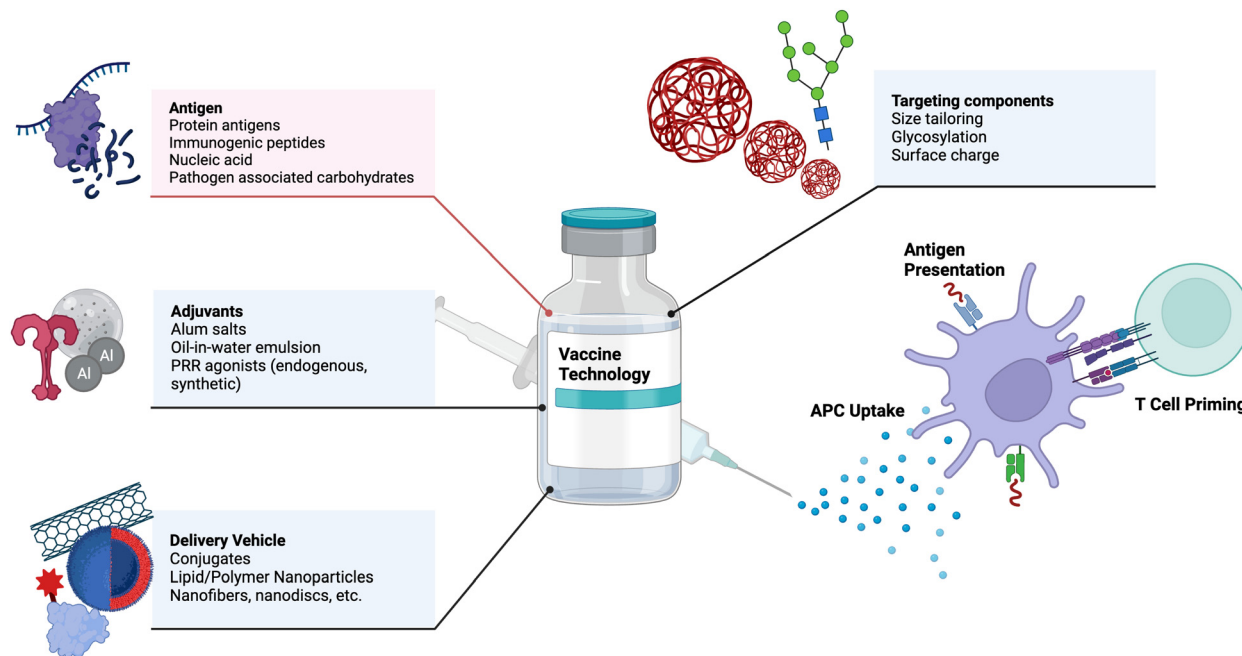 Antigen
Protein antigens
Immunogenic peptides
Nucleic acid
Pathogen associated carbohydrates
Targeting components
Size tailoring
Glycosylation
Surface charge
Adjuvants
Alum salts
Oil-in-water emulsion
PRR agonists (endogenous,
synthetic)
Al
Al
Vaccine
Technology
Antigen
Presentation
APC Uptake
T Cell Priming
Delivery Vehicle
Conjugates
Lipid/Polymer Nanoparticles
Nanofibers, nanodiscs, etc.